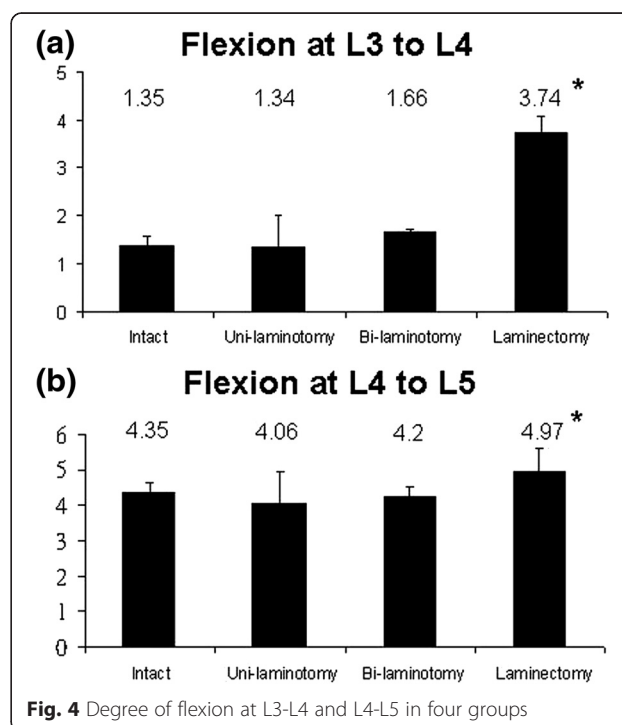 (a) Flexion at L3 to L4
5
1.35 1.34 1.66 3.74 *
4
3
2
1
0
Intact Uni-laminotomy Bi-laminotomy Laminectomy
(b) Flexion at L4 to L5
6
4.35 4.06 4.2 4.97 *
5
4
3
2
1
0
Intact Uni-laminotomy Bi-laminotomy Laminectomy
Fig. 4 Degree of flexion at L3-L4 and L4-L5 in four groups